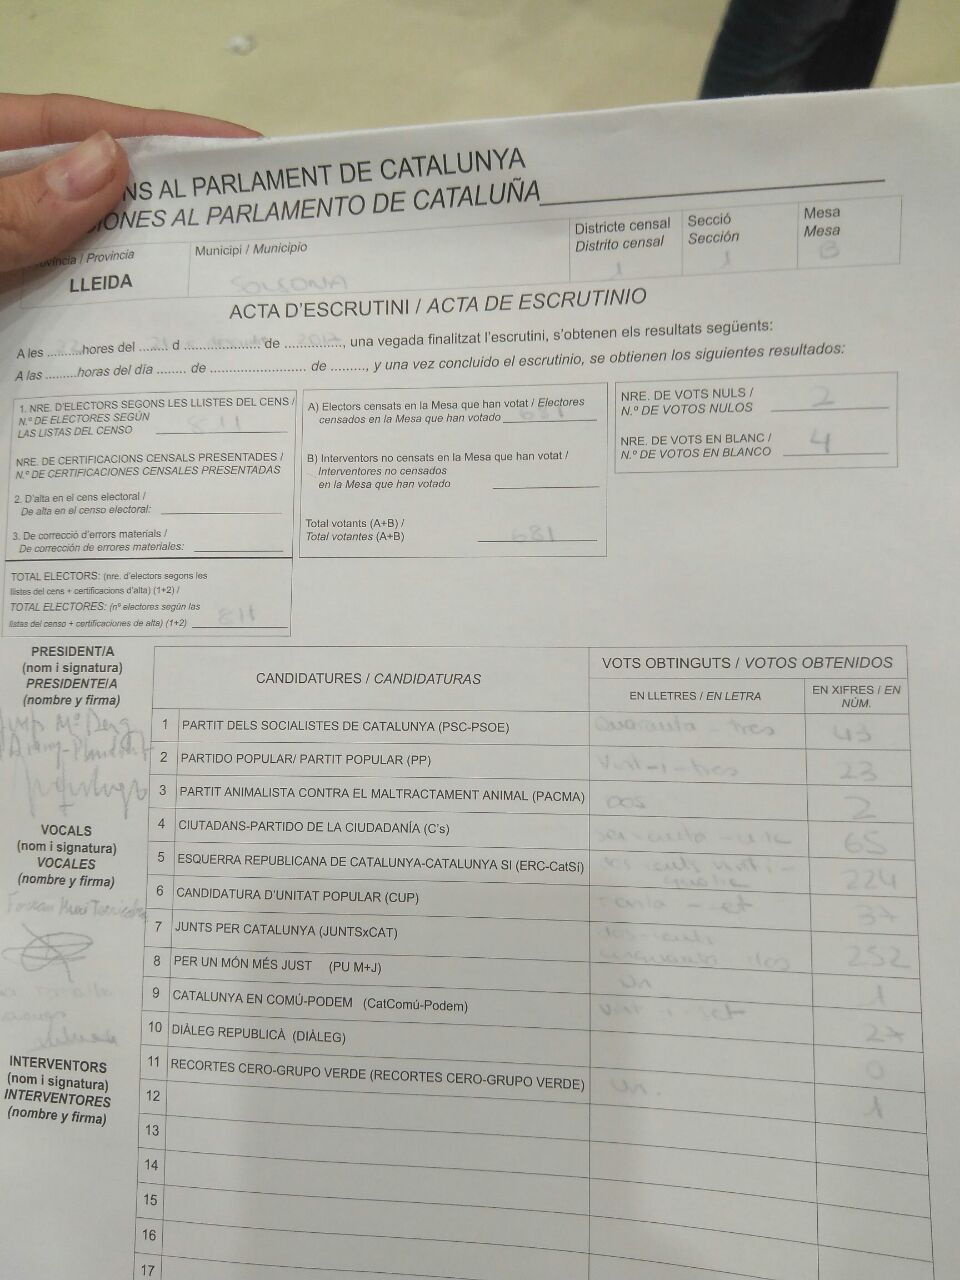 NS AL PARLAMENT DE CATALUNYA
IONES AL PARLAMENTO DE CATALUÑA
Província / Provincia
LLEIDA
Municipi / Municipio
SOLSONA
Districte censal
Distrito censal
1
Secció
Sección
1
Mesa
Mesa
B
ACTA D'ESCRUTINI / ACTA DE ESCRUTINIO
A les .........hores del ........ d ...................... de 2017, una vegada finalitzat l'escrutini, s'obtenen els resultats següents:
A las .........horas del día ........ de ......................... de ........., y una vez concluido el escrutinio, se obtienen los siguientes resultados:
1. NRE. D'ELECTORS SEGONS LES LLISTES DEL CENS /
N.º DE ELECTORES SEGÚN
LAS LISTAS DEL CENSO 811
NRE. DE CERTIFICACIONS CENSALS PRESENTADES /
N.º DE CERTIFICACIONES CENSALES PRESENTADAS
2. D'alta en el cens electoral /
De alta en el censo electoral:
3. De correcció d'errors materials /
De corrección de errores materiales:
TOTAL ELECTORS: (nre. d'electors segons les
llistes del cens + certificacions d'alta) (1+2) /
TOTAL ELECTORES: (nº electores según las
listas del censo + certificaciones de alta) (1+2) 811
A) Electors censats en la Mesa que han votat / Electores
censados en la Mesa que han votado 681
B) Interventors no censats en la Mesa que han votat /
Interventores no censados
en la Mesa que han votado
Total votants (A+B) /
Total votantes (A+B) 681
NRE. DE VOTS NULS /
N.º DE VOTOS NULOS 2
NRE. DE VOTS EN BLANC /
N.º DE VOTOS EN BLANCO 4
PRESIDENT/A
(nom i signatura)
PRESIDENTE/A
(nombre y firma)
VOCALS
(nom i signatura)
VOCALES
(nombre y firma)
INTERVENTORS
(nom i signatura)
INTERVENTORES
(nombre y firma)
CANDIDATURES / CANDIDATURAS
VOTS OBTINGUTS / VOTOS OBTENIDOS
EN LLETRES / EN LETRA
EN XIFRES / EN NÚM.
1 PARTIT DELS SOCIALISTES DE CATALUNYA (PSC-PSOE) Quaranta-tres 43
2 PARTIDO POPULAR/ PARTIT POPULAR (PP) Vint-i-tres 23
3 PARTIT ANIMALISTA CONTRA EL MALTRACTAMENT ANIMAL (PACMA) DOS 2
4 CIUTADANS-PARTIDO DE LA CIUDADANÍA (C's) 65
5 ESQUERRA REPUBLICANA DE CATALUNYA-CATALUNYA SI (ERC-CatSí) dos-cents vint-i-quatre 224
6 CANDIDATURA D'UNITAT POPULAR (CUP) 37
7 JUNTS PER CATALUNYA (JUNTSxCAT) dos-cents cinquanta dos 252
8 PER UN MÓN MÉS JUST (PU M+J) Un 1
9 CATALUNYA EN COMÚ-PODEM (CatComú-Podem) vint-i-set 27
10 DIÀLEG REPUBLICÀ (DIÀLEG) 0
11 RECORTES CERO-GRUPO VERDE (RECORTES CERO-GRUPO VERDE) Un. 1
12
13
14
15
16
17